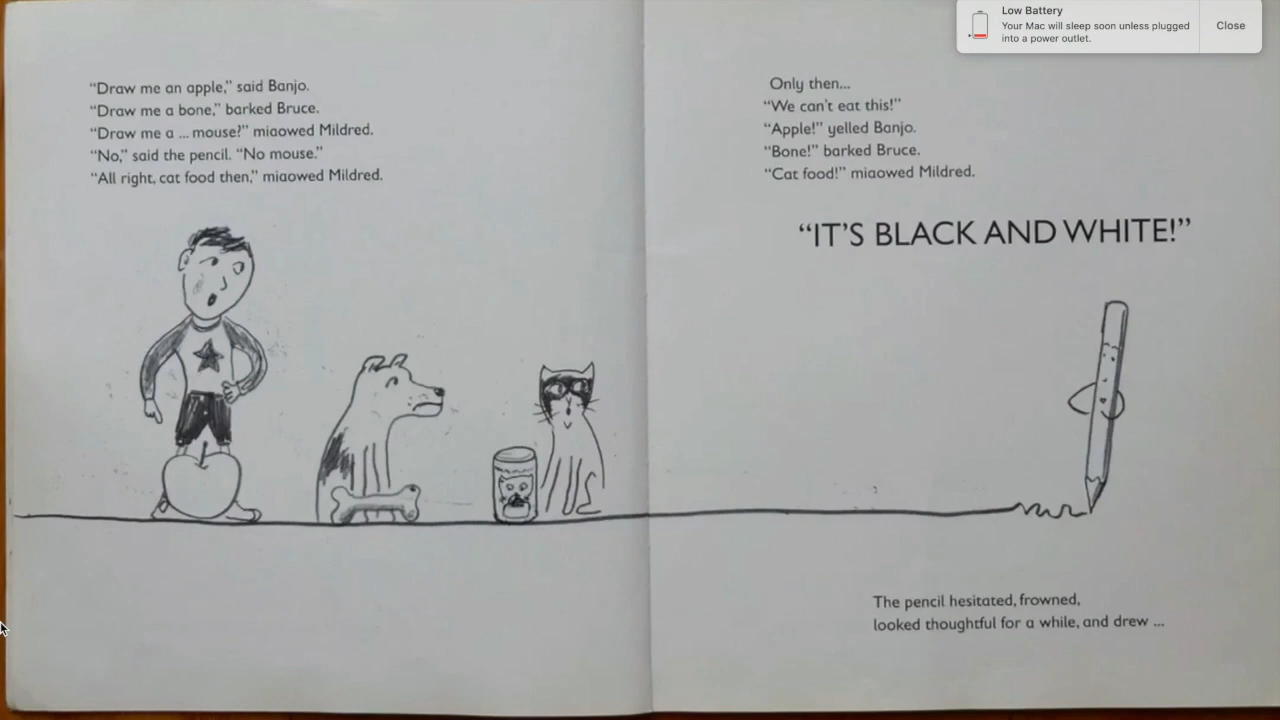 Low Battery
Your Mac will sleep soon unless plugged
into a power outlet.
Close
“Draw me an apple,” said Banjo.
“Draw me a bone,” barked Bruce.
“Draw me a ... mouse?” miaowed Mildred.
“No,” said the pencil. “No mouse.”
“All right, cat food then,” miaowed Mildred.
Only then...
“We can’t eat this!”
“Apple!” yelled Banjo.
“Bone!” barked Bruce.
“Cat food!” miaowed Mildred.
“IT’S BLACK AND WHITE!”
The pencil hesitated, frowned,
looked thoughtful for a while, and drew ...